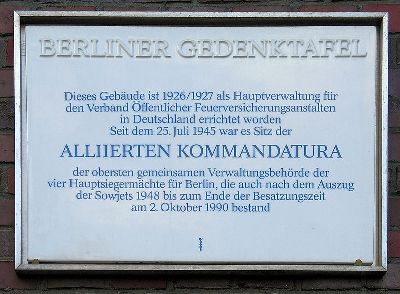 BERLINER GEDENKTAFEL
Dieses Gebäude ist 1926/1927 als Hauptverwaltung für
den Verband Öffentlicher Feuerversicherungsanstalten
in Deutschland errichtet worden
Seit dem 25. Juli 1945 war es Sitz der
ALLIIERTEN KOMMANDATURA
der obersten gemeinsamen Verwaltungsbehörde der
vier Hauptsiegermächte für Berlin, die auch nach dem Auszug
der Sowjets 1948 bis zum Ende der Besatzungszeit
am 2. Oktober 1990 bestand